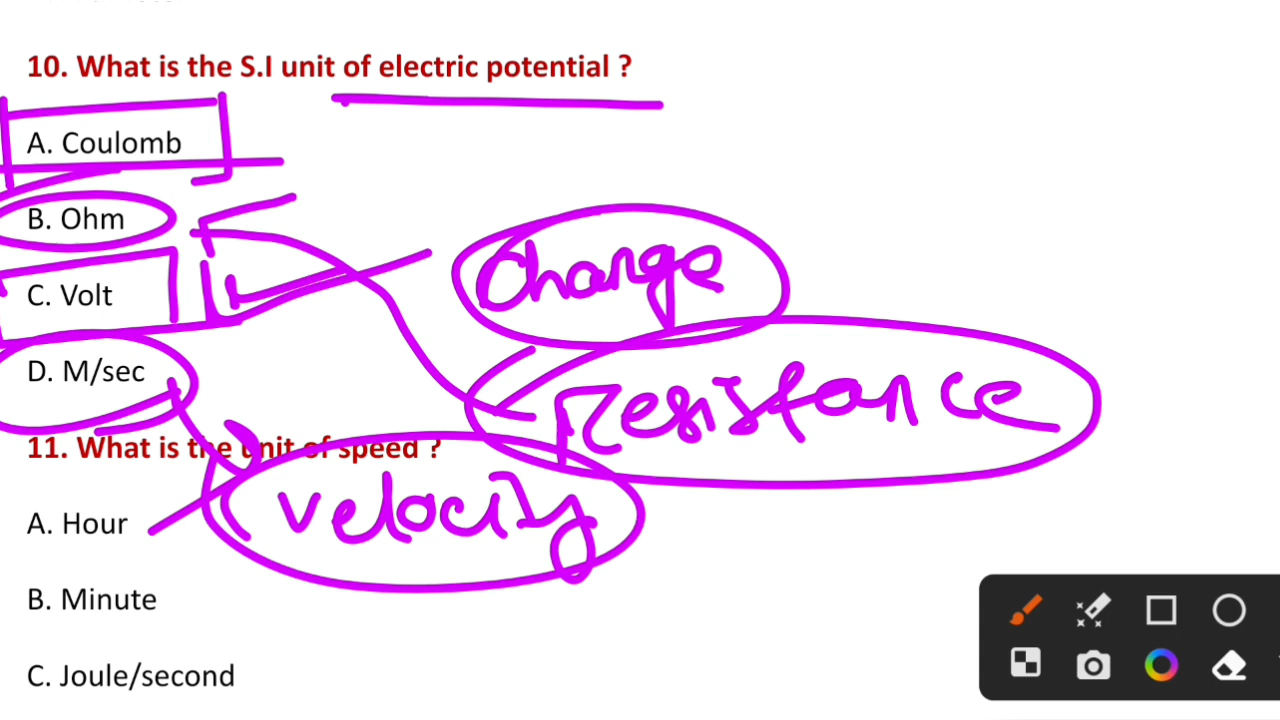 10. What is the S.I unit of electric potential ?
A. Coulomb
B. Ohm
Change
C. Volt
D. M/sec
Resistance
11. What is the unit of speed ?
velocity
A. Hour
B. Minute
C. Joule/second